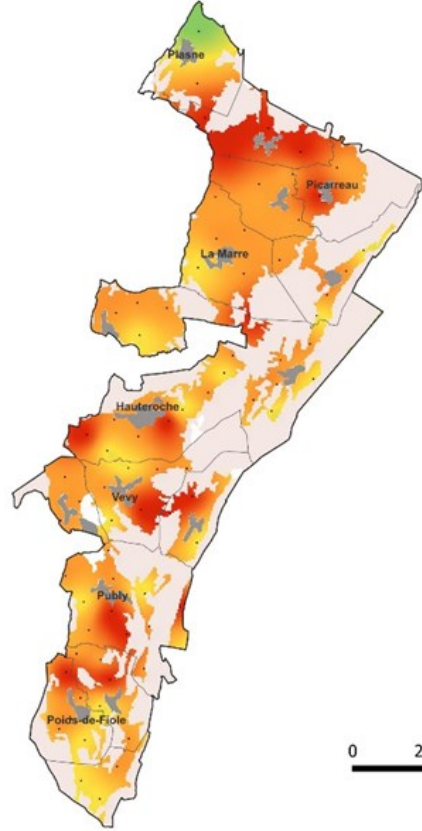 Plasne
Picarreau
La Marre
Hauteroche
Vevy
Publy
Poids-de-Fiole
0 2